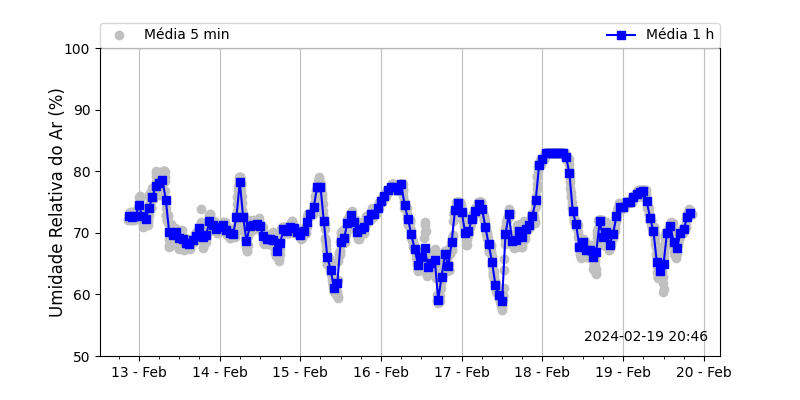 Média 5 min
Média 1 h
Umidade Relativa do Ar (%)
100
90
80
70
60
50
2024-02-19 20:46
13 - Feb
14 - Feb
15 - Feb
16 - Feb
17 - Feb
18 - Feb
19 - Feb
20 - Feb